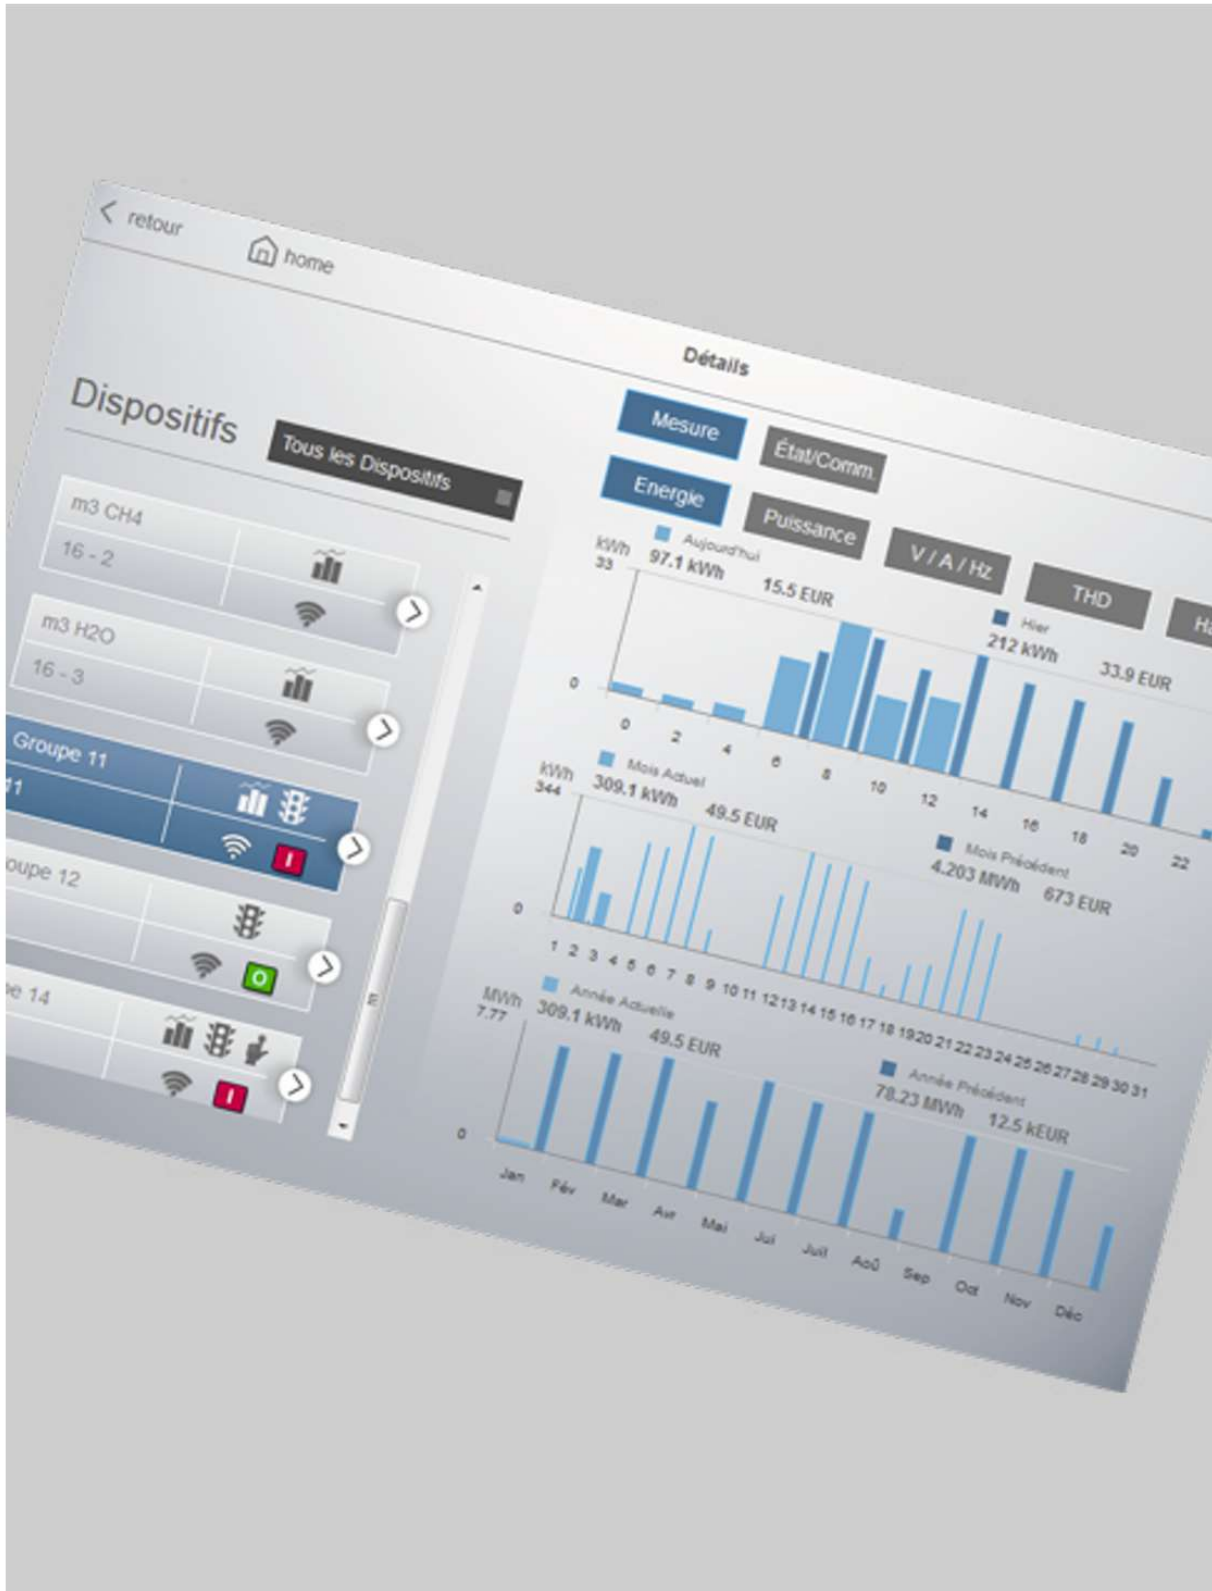 retour
home
Détails
Dispositifs
Tous les Dispositifs
m3 CH4
16 - 2
m3 H2O
16 - 3
Groupe 11
11
oupe 12
pe 14
Mesure
État/Comm.
Energie
Puissance
V / A / Hz
THD
Ha
kWh
33
0
Aujourd'hui
97.1 kWh 15.5 EUR
Hier
212 kWh 33.9 EUR
0 2 4 6 8 10 12 14 16 18 20 22
kWh
344
0
Mois Actuel
309.1 kWh 49.5 EUR
Mois Précédent
4.203 MWh 673 EUR
1 2 3 4 5 6 7 8 9 10 11 12 13 14 15 16 17 18 19 20 21 22 23 24 25 26 27 28 29 30 31
MWh
7.77
0
Année Actuelle
309.1 kWh 49.5 EUR
Année Précédent
78.23 MWh 12.5 kEUR
Jan Fév Mar Avr Mai Jui Juil Aoû Sep Oct Nov Déc